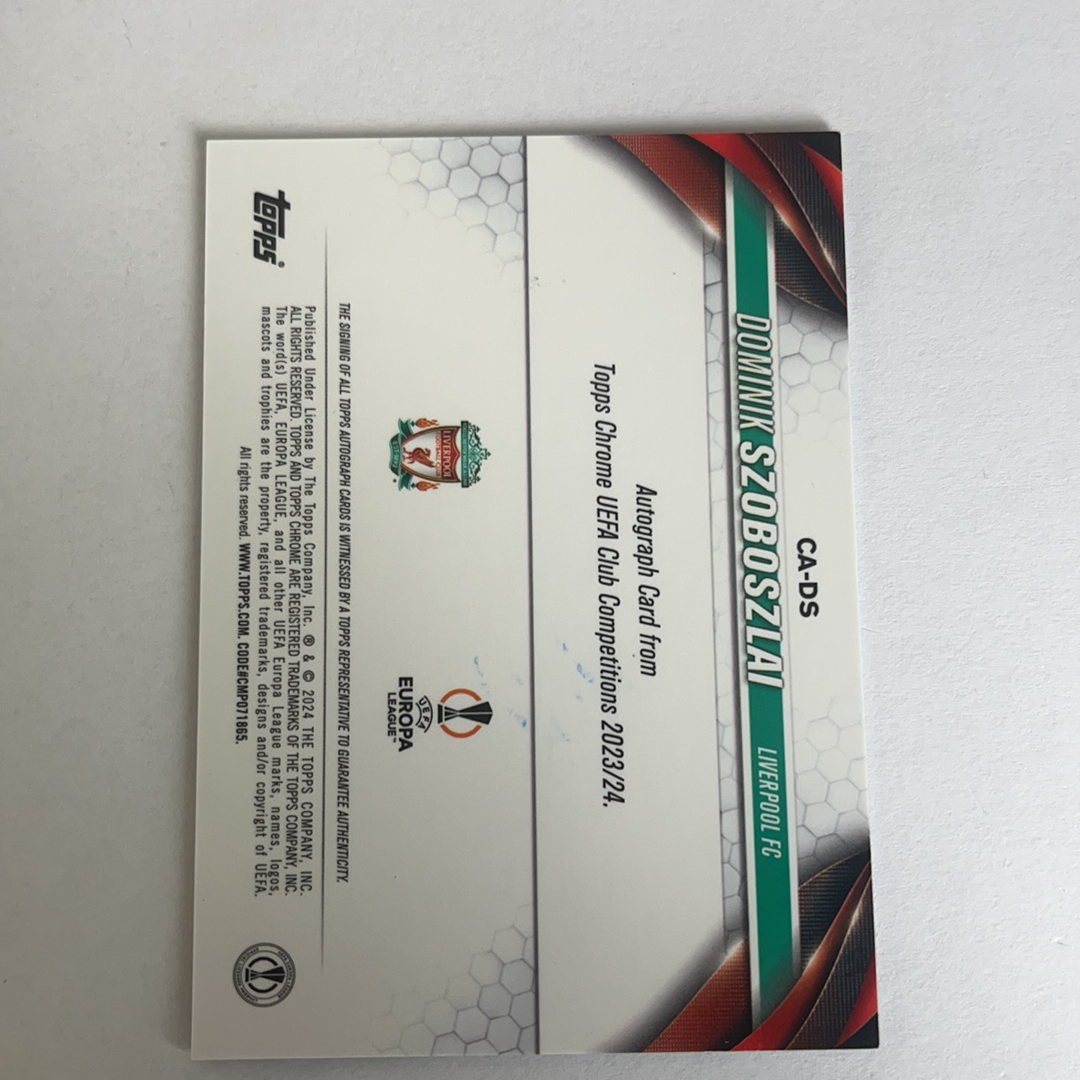 CA-DS
DOMINIK SZOBOSZLAI LIVERPOOL FC
Autograph Card from
Topps Chrome UEFA Club Competitions 2023/24.
LIVERPOOL
UEFA
EUROPA
LEAGUE™
THE SIGNING OF ALL TOPPS AUTOGRAPH CARDS IS WITNESSED BY A TOPPS REPRESENTATIVE TO GUARANTEE AUTHENTICITY.
topps®
Published Under License by The Topps Company, Inc. ® & © 2024 THE TOPPS COMPANY, INC.
ALL RIGHTS RESERVED. TOPPS AND TOPPS CHROME ARE REGISTERED TRADEMARKS OF THE TOPPS COMPANY, INC.
The word(s) UEFA, EUROPA LEAGUE, and all other UEFA Europa League marks, names, logos,
mascots and trophies are the property, registered trademarks, designs and/or copyright of UEFA.
All rights reserved. WWW.TOPPS.COM. CODE#CMP071865.